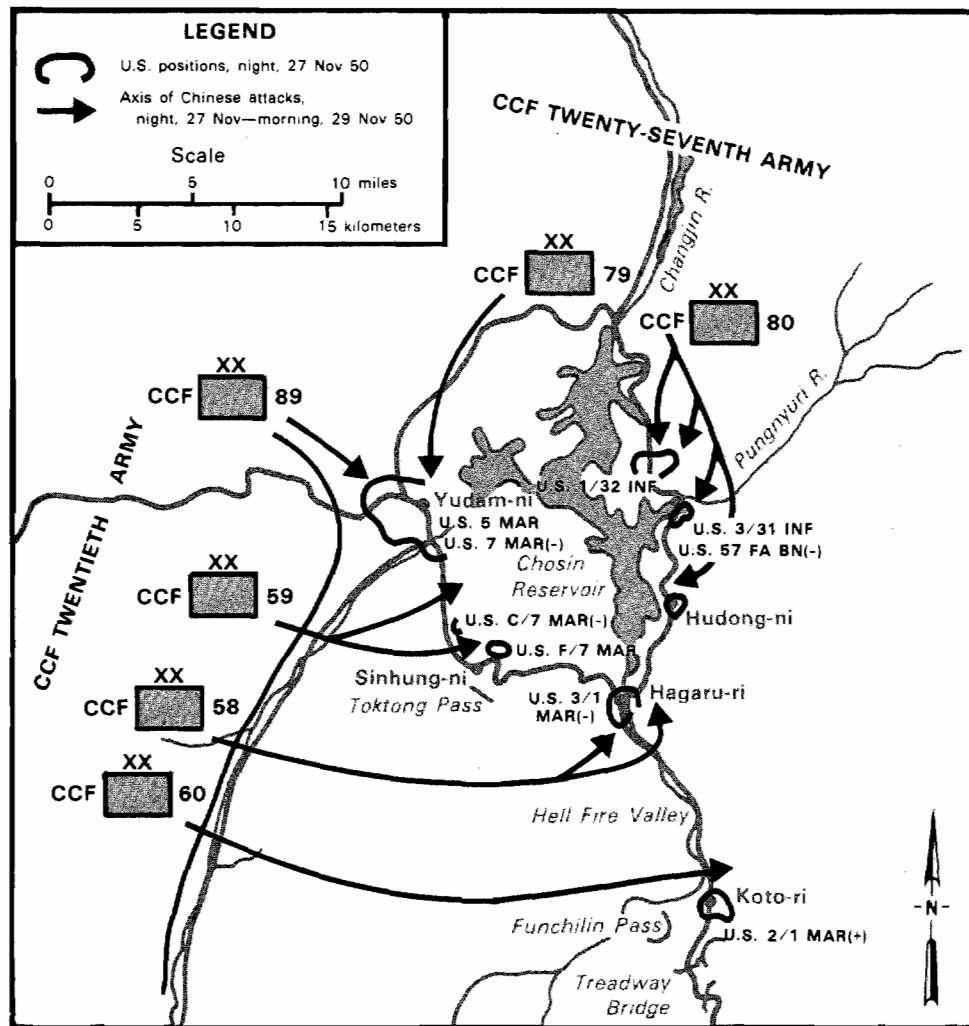 LEGEND
U.S. positions, night, 27 Nov 50
Axis of Chinese attacks,
night, 27 Nov—morning, 29 Nov 50
Scale
0 5 10 miles
0 5 10 15 kilometers
CCF TWENTY-SEVENTH ARMY
Changjin R.
XX
CCF 79
XX
CCF 80
Pungnyuri R.
XX
CCF 89
CCF TWENTIETH ARMY
U.S. 1/32 INF
Yudam-ni
U.S. 5 MAR
U.S. 7 MAR(-)
U.S. 3/31 INF
U.S. 57 FA BN(-)
Chosin
Reservoir
XX
CCF 59
U.S. C/7 MAR(-)
Hudong-ni
U.S. F/7 MAR
Sinhung-ni
Toktong Pass
XX
CCF 58
U.S. 3/1
MAR(-)
Hagaru-ri
XX
CCF 60
Hell Fire Valley
Koto-ri
Funchilin Pass
U.S. 2/1 MAR(+)
Treadway
Bridge
-N-